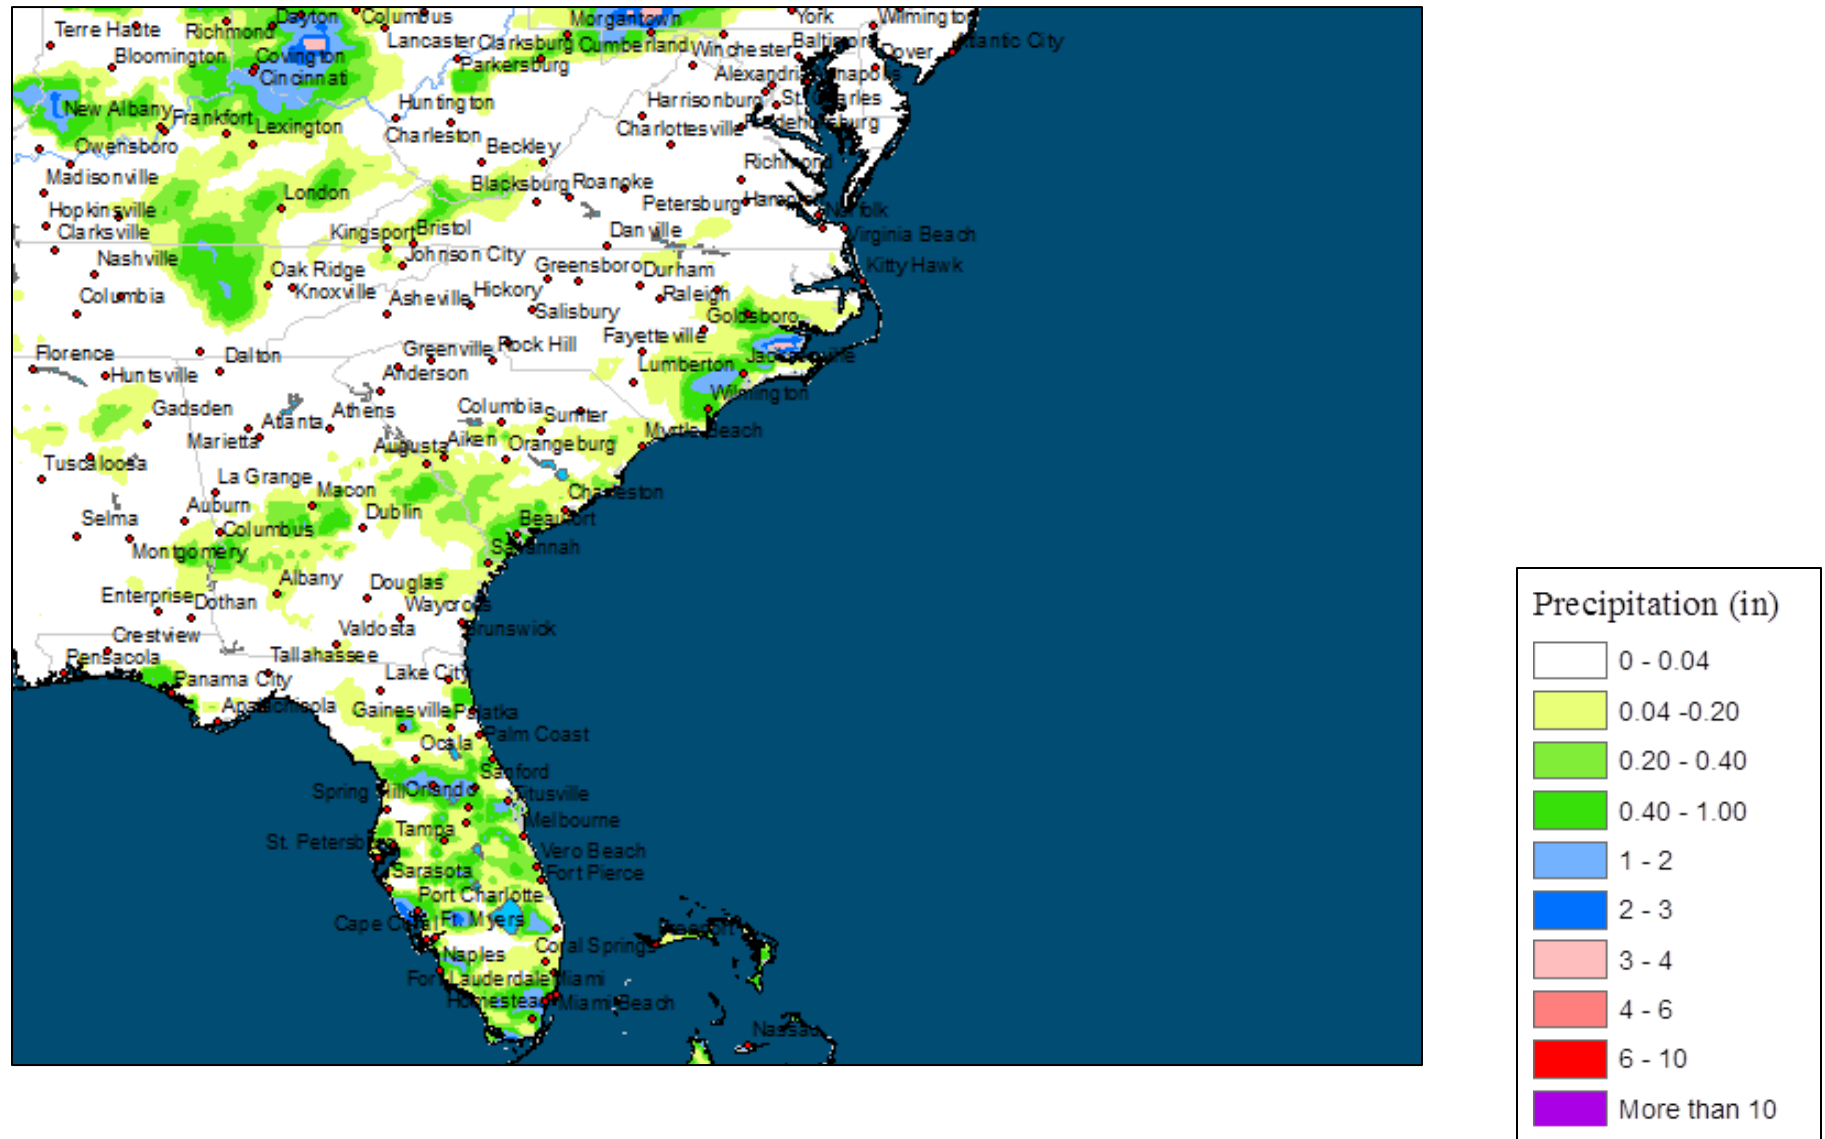 Dayton
Columbus
Morgantown
York
Wilmington
Terre Haute
Richmond
Lancaster
Clarksburg
Cumberland
Winchester
Baltimore
Dover
Atlantic City
Bloomington
Covington
Parkersburg
Cincinnati
Alexandria
Annapolis
New Albany
Frankfort
Huntington
Harrisonburg
St. Charles
Lexington
Charleston
Charlottesville
Fredericksburg
Owensboro
Beckley
Richmond
Madisonville
London
Blacksburg
Roanoke
Petersburg
Hampton
Norfolk
Hopkinsville
Clarksville
Kingsport
Bristol
Danville
Virginia Beach
Nashville
Oak Ridge
Johnson City
Greensboro
Durham
Kitty Hawk
Columbia
Knoxville
Asheville
Hickory
Salisbury
Raleigh
Goldsboro
Florence
Dalton
Greenville
Rock Hill
Fayetteville
Jacksonville
Huntsville
Anderson
Lumberton
Wilmington
Gadsden
Atlanta
Athens
Columbia
Sumter
Marietta
Augusta
Aiken
Orangeburg
Myrtle Beach
Tuscaloosa
La Grange
Macon
Charleston
Selma
Auburn
Columbus
Dublin
Beaufort
Montgomery
Savannah
Albany
Douglas
Enterprise
Dothan
Waycross
Crestview
Valdosta
Brunswick
Pensacola
Tallahassee
Panama City
Lake City
Apalachicola
Gainesville
Palatka
Ocala
Palm Coast
Sanford
Spring Hill
Orlando
Titusville
Tampa
Melbourne
St. Petersburg
Vero Beach
Sarasota
Fort Pierce
Port Charlotte
Cape Coral
Ft. Myers
Freeport
Naples
Coral Springs
Fort Lauderdale
Miami
Homestead
Miami Beach
Nassau
Precipitation (in)
0 - 0.04
0.04 -0.20
0.20 - 0.40
0.40 - 1.00
1 - 2
2 - 3
3 - 4
4 - 6
6 - 10
More than 10